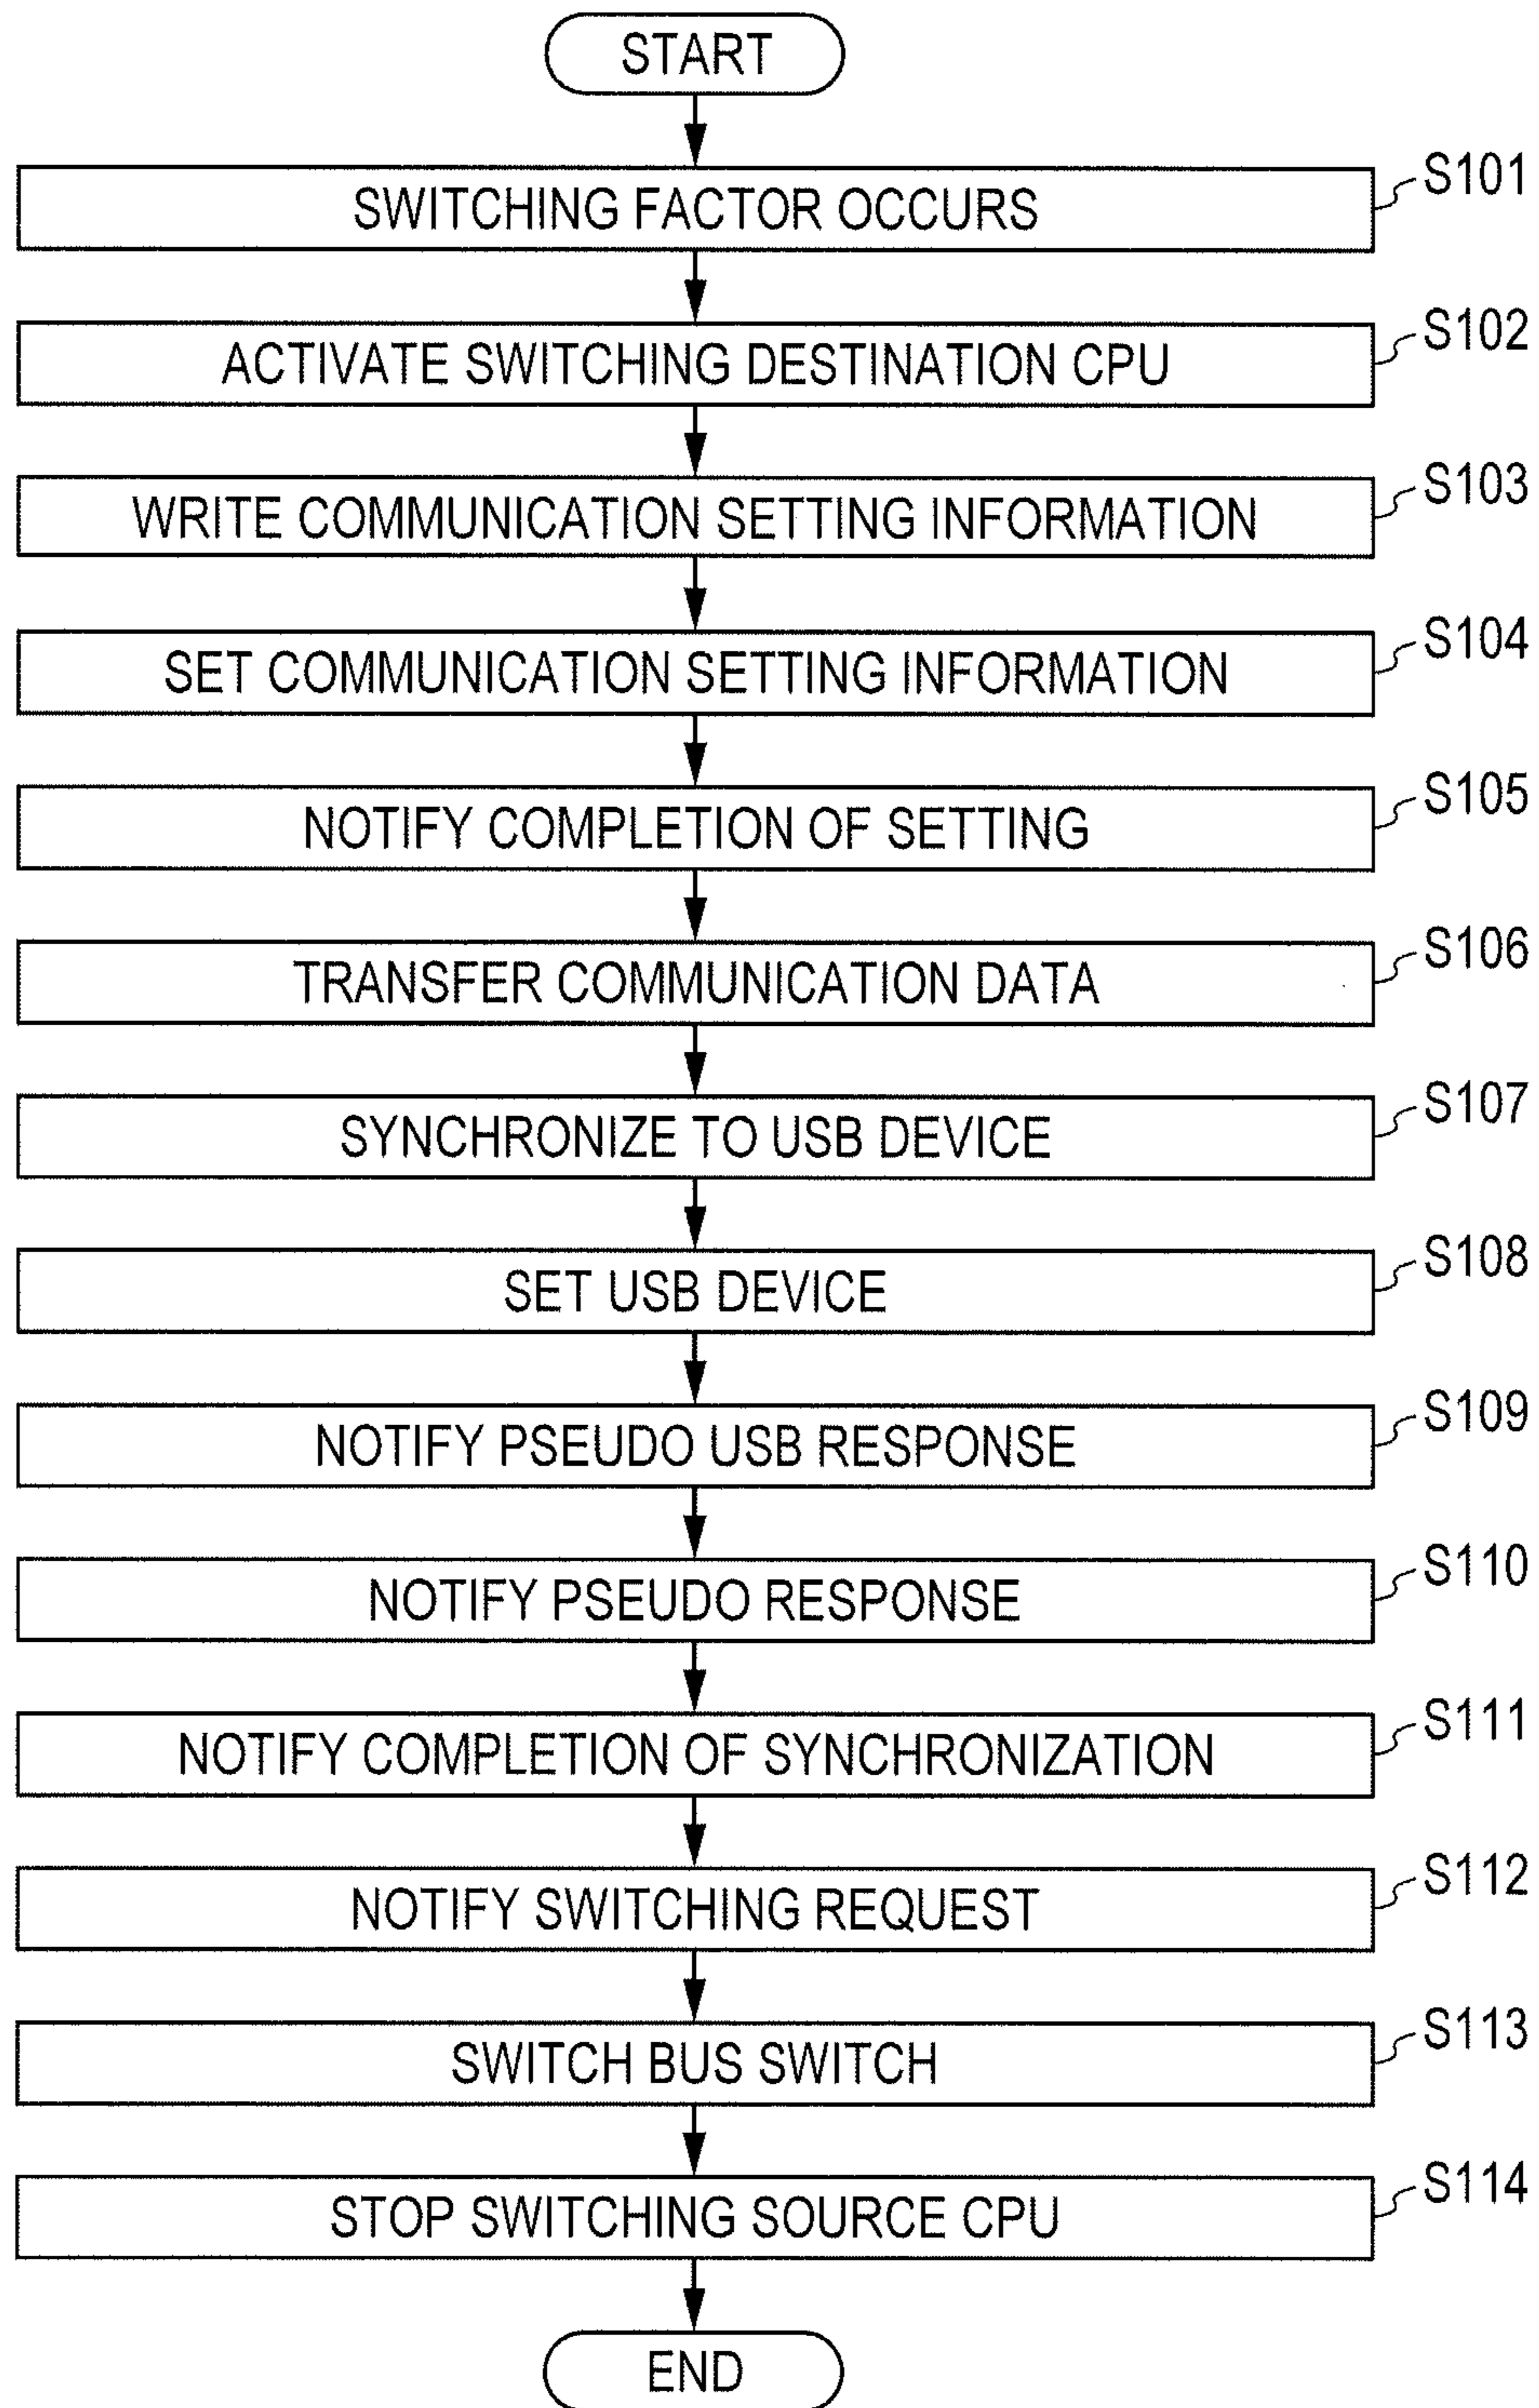 START
SWITCHING FACTOR OCCURS S101
ACTIVATE SWITCHING DESTINATION CPU S102
WRITE COMMUNICATION SETTING INFORMATION S103
SET COMMUNICATION SETTING INFORMATION S104
NOTIFY COMPLETION OF SETTING S105
TRANSFER COMMUNICATION DATA S106
SYNCHRONIZE TO USB DEVICE S107
SET USB DEVICE S108
NOTIFY PSEUDO USB RESPONSE S109
NOTIFY PSEUDO RESPONSE S110
NOTIFY COMPLETION OF SYNCHRONIZATION S111
NOTIFY SWITCHING REQUEST S112
SWITCH BUS SWITCH S113
STOP SWITCHING SOURCE CPU S114
END